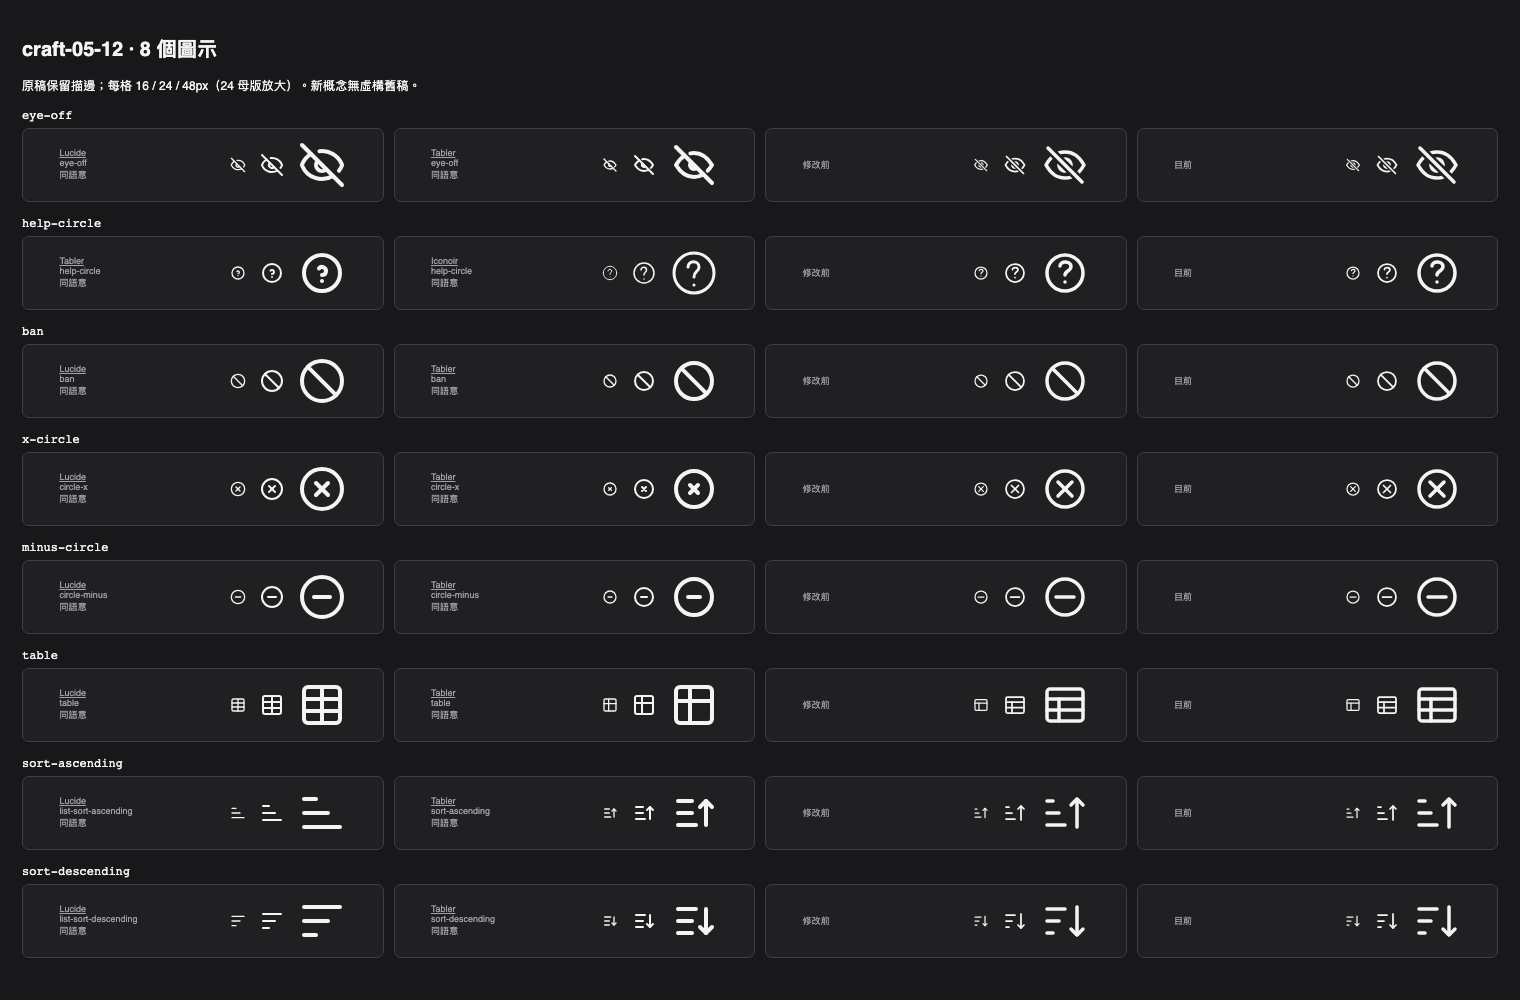 craft-05-12 · 8 個圖示
原稿保留描邊；每格 16 / 24 / 48px（24 母版放大）。新概念無虛構舊稿。
eye-off
Lucide
eye-off
同語意
Tabler
eye-off
同語意
修改前
目前
help-circle
Tabler
help-circle
同語意
Iconoir
help-circle
同語意
修改前
目前
ban
Lucide
ban
同語意
Tabler
ban
同語意
修改前
目前
x-circle
Lucide
circle-x
同語意
Tabler
circle-x
同語意
修改前
目前
minus-circle
Lucide
circle-minus
同語意
Tabler
circle-minus
同語意
修改前
目前
table
Lucide
table
同語意
Tabler
table
同語意
修改前
目前
sort-ascending
Lucide
list-sort-ascending
同語意
Tabler
sort-ascending
同語意
修改前
目前
sort-descending
Lucide
list-sort-descending
同語意
Tabler
sort-descending
同語意
修改前
目前